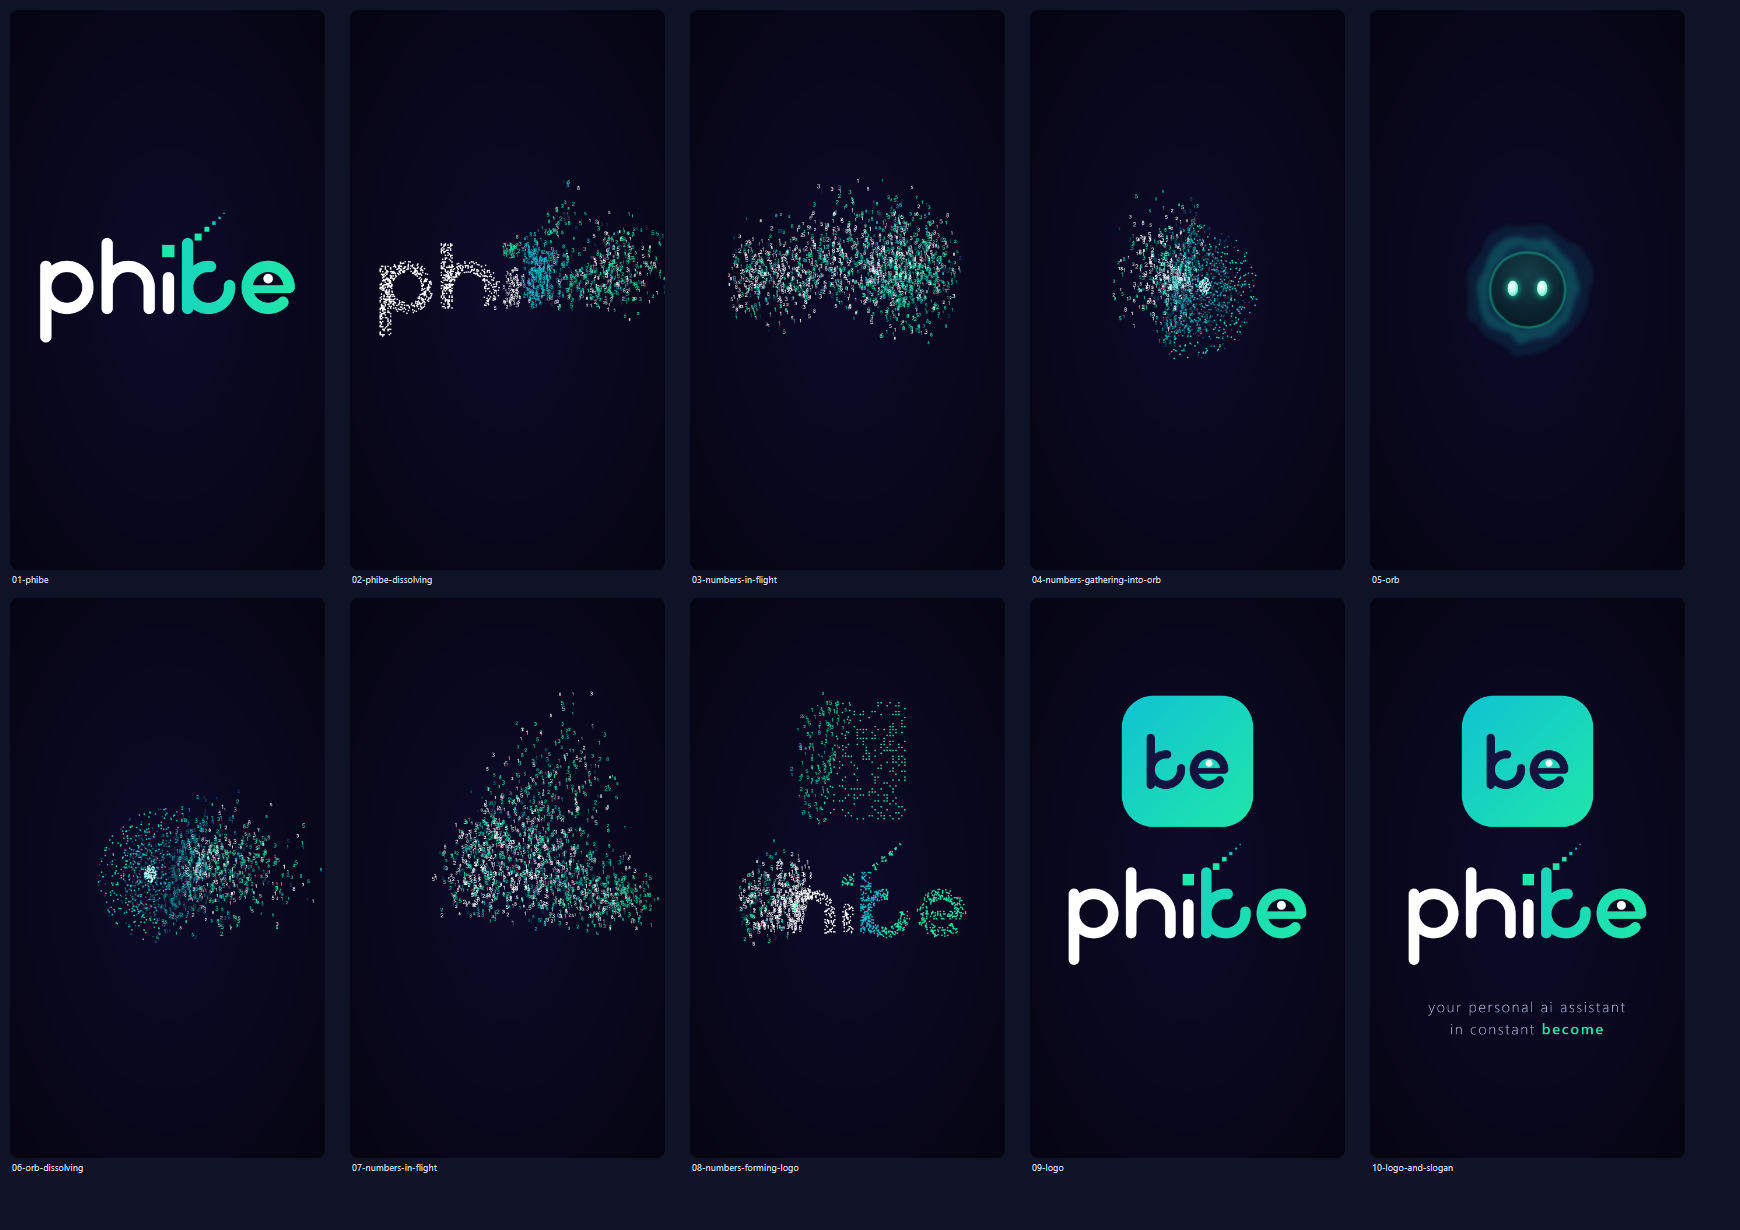 phibe
phi
01-phibe
02-phibe-dissolving
03-numbers-in-flight
04-numbers-gathering-into-orb
05-orb
be
be
hibe
phibe
phibe
your personal ai assistant
in constant become
06-orb-dissolving
07-numbers-in-flight
08-numbers-forming-logo
09-logo
10-logo-and-slogan